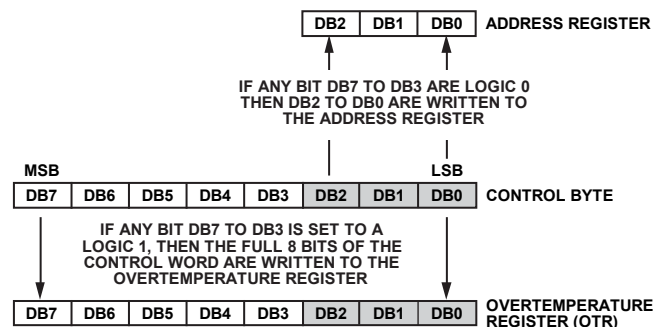 DB2 DB1 DB0 ADDRESS REGISTER
IF ANY BIT DB7 TO DB3 ARE LOGIC 0
THEN DB2 TO DB0 ARE WRITTEN TO
THE ADDRESS REGISTER
MSB LSB
DB7 DB6 DB5 DB4 DB3 DB2 DB1 DB0 CONTROL BYTE
IF ANY BIT DB7 TO DB3 IS SET TO A
LOGIC 1, THEN THE FULL 8 BITS OF THE
CONTROL WORD ARE WRITTEN TO THE
OVERTEMPERATURE REGISTER
DB7 DB6 DB5 DB4 DB3 DB2 DB1 DB0 OVERTEMPERATURE
REGISTER (OTR)